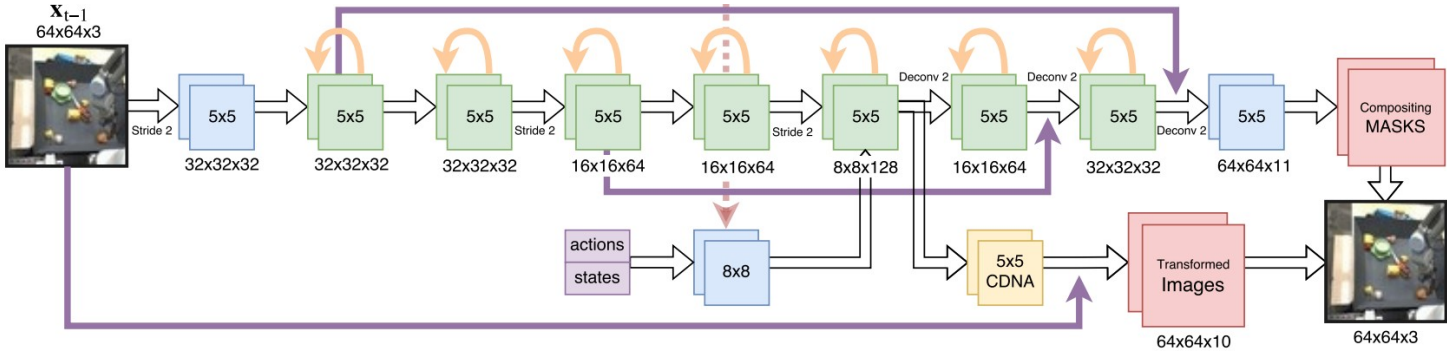 x_{t−1}
64x64x3
Stride 2
5x5
32x32x32
5x5
32x32x32
5x5
32x32x32
Stride 2
5x5
16x16x64
5x5
16x16x64
Stride 2
5x5
8x8x128
Deconv 2
5x5
16x16x64
Deconv 2
5x5
32x32x32
Deconv 2
5x5
64x64x11
Compositing
MASKS
actions
states
8x8
5x5
CDNA
Transformed
Images
64x64x10
64x64x3